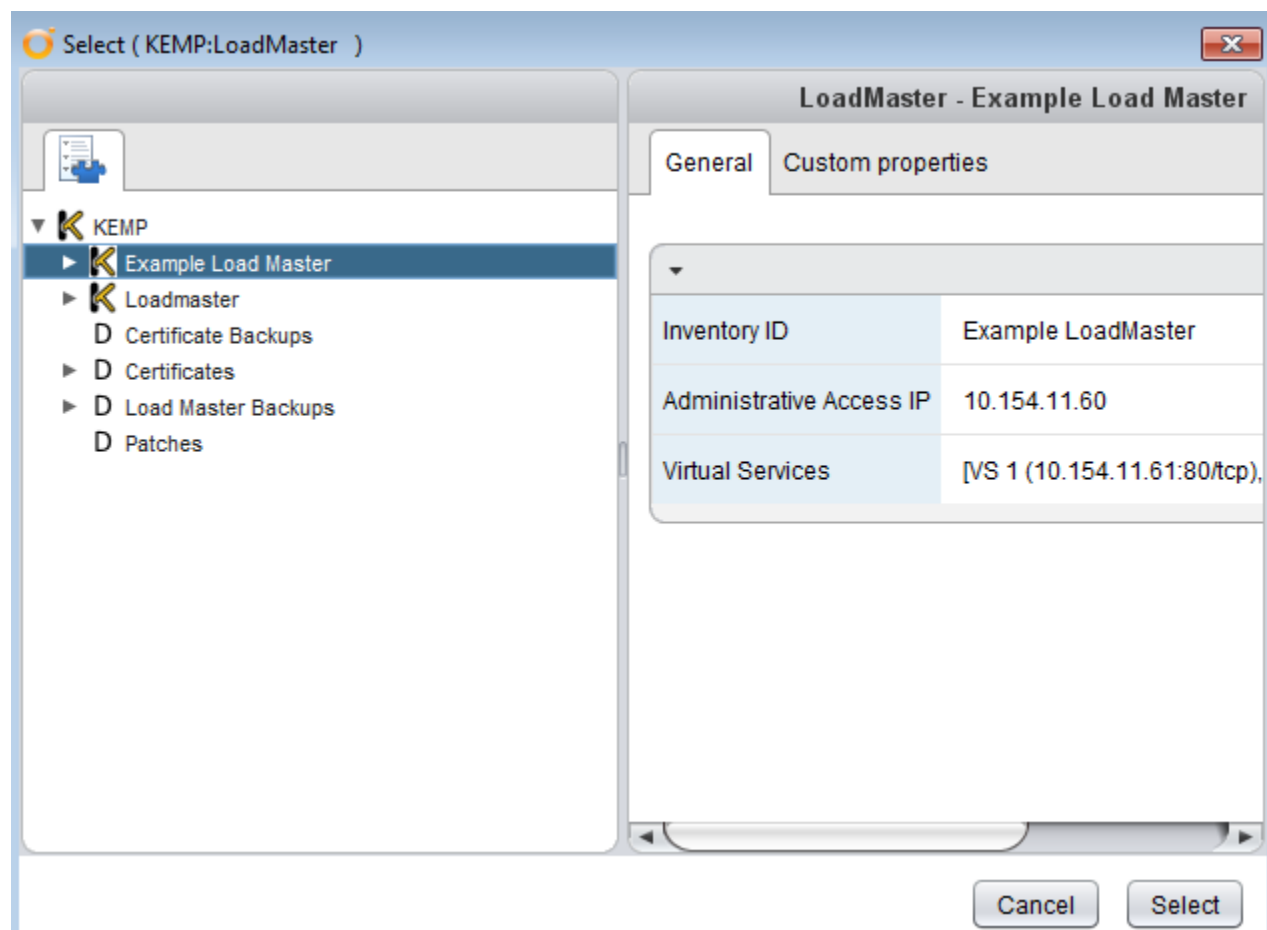 Select ( KEMP:LoadMaster )
LoadMaster - Example Load Master
General Custom properties
KEMP
Example Load Master
Loadmaster
D Certificate Backups
D Certificates
D Load Master Backups
D Patches
Inventory ID Example LoadMaster
Administrative Access IP 10.154.11.60
Virtual Services [VS 1 (10.154.11.61:80/tcp),
Cancel Select